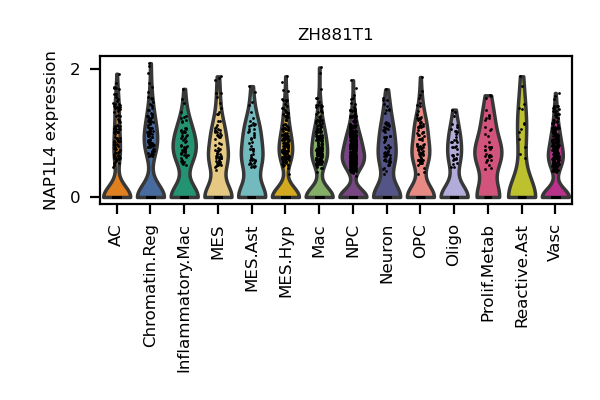 ZH881T1
NAP1L4 expression
2
0
AC
Chromatin.Reg
Inflammatory.Mac
MES
MES.Ast
MES.Hyp
Mac
NPC
Neuron
OPC
Oligo
Prolif.Metab
Reactive.Ast
Vasc